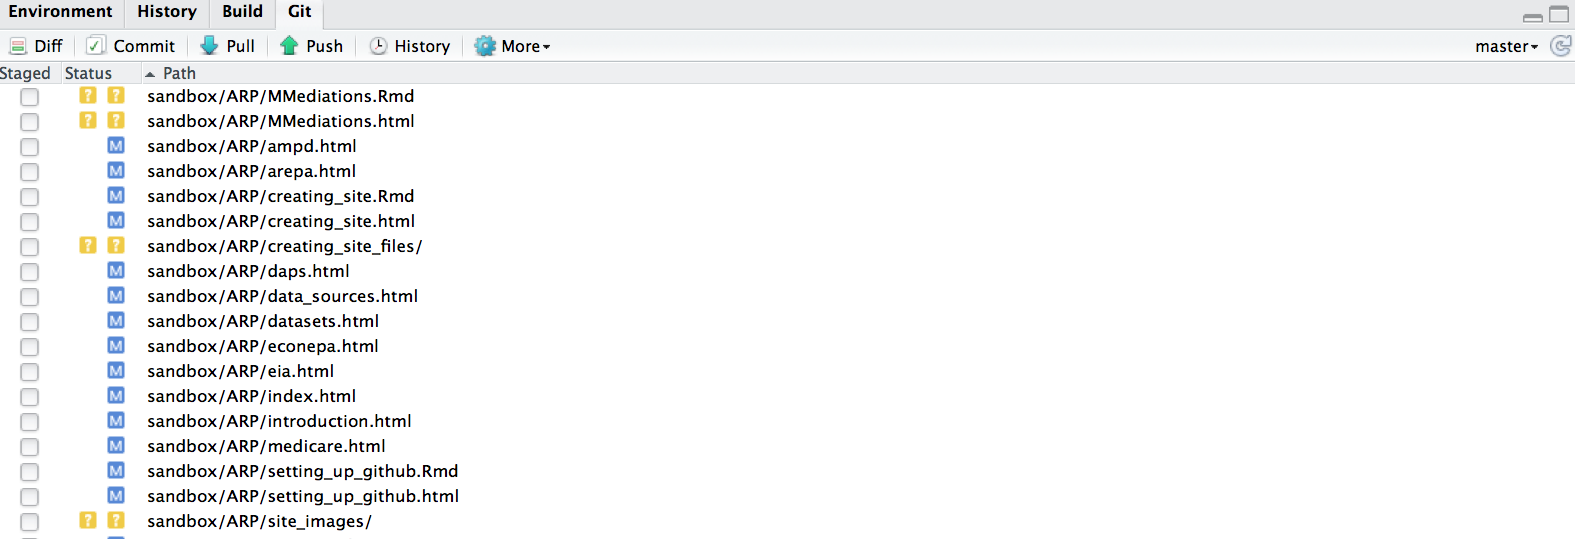 Environment History Build Git
Diff Commit Pull Push History More master
Staged Status Path
? ? sandbox/ARP/MMediations.Rmd
? ? sandbox/ARP/MMediations.html
M sandbox/ARP/ampd.html
M sandbox/ARP/arepa.html
M sandbox/ARP/creating_site.Rmd
M sandbox/ARP/creating_site.html
? ? sandbox/ARP/creating_site_files/
M sandbox/ARP/daps.html
M sandbox/ARP/data_sources.html
M sandbox/ARP/datasets.html
M sandbox/ARP/econepa.html
M sandbox/ARP/eia.html
M sandbox/ARP/index.html
M sandbox/ARP/introduction.html
M sandbox/ARP/medicare.html
M sandbox/ARP/setting_up_github.Rmd
M sandbox/ARP/setting_up_github.html
? ? sandbox/ARP/site_images/